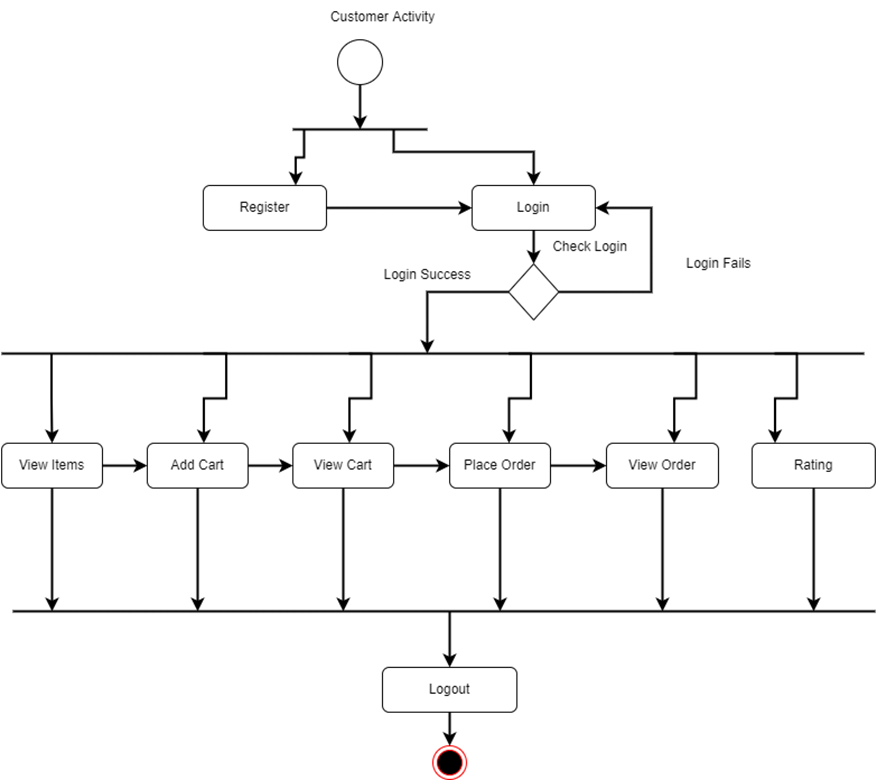 Customer Activity
Register
Login
Check Login
Login Success
Login Fails
View Items
Add Cart
View Cart
Place Order
View Order
Rating
Logout